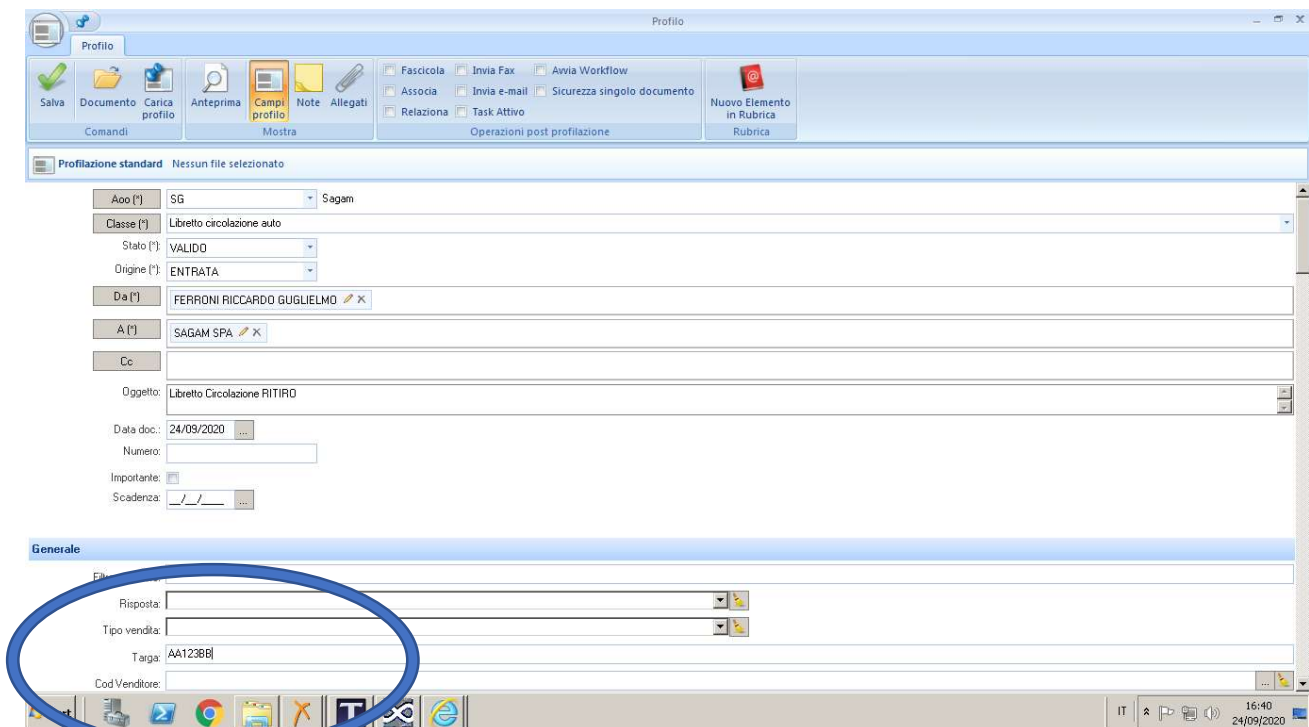 Profilo
Profilo
Salva
Documento
Carica profilo
Anteprima
Campi profilo
Note
Allegati
Fascicola
Invia Fax
Avvia Workflow
Associa
Invia e-mail
Sicurezza singolo documento
Relaziona
Task Attivo
Nuovo Elemento in Rubrica
Comandi
Mostra
Operazioni post profilazione
Rubrica
Profilazione standard Nessun file selezionato
Aoo (*) SG Sagam
Classe (*) Libretto circolazione auto
Stato (*): VALIDO
Origine (*): ENTRATA
Da (*) FERRONI RICCARDO GUGLIELMO
A (*) SAGAM SPA
Cc
Oggetto: Libretto Circolazione RITIRO
Data doc.: 24/09/2020 ...
Numero:
Importante:
Scadenza: __/__/____ ...
Generale
Risposta:
Tipo vendita:
Targa: AA123BB
Cod Venditore: ...
IT 16:40
24/09/2020